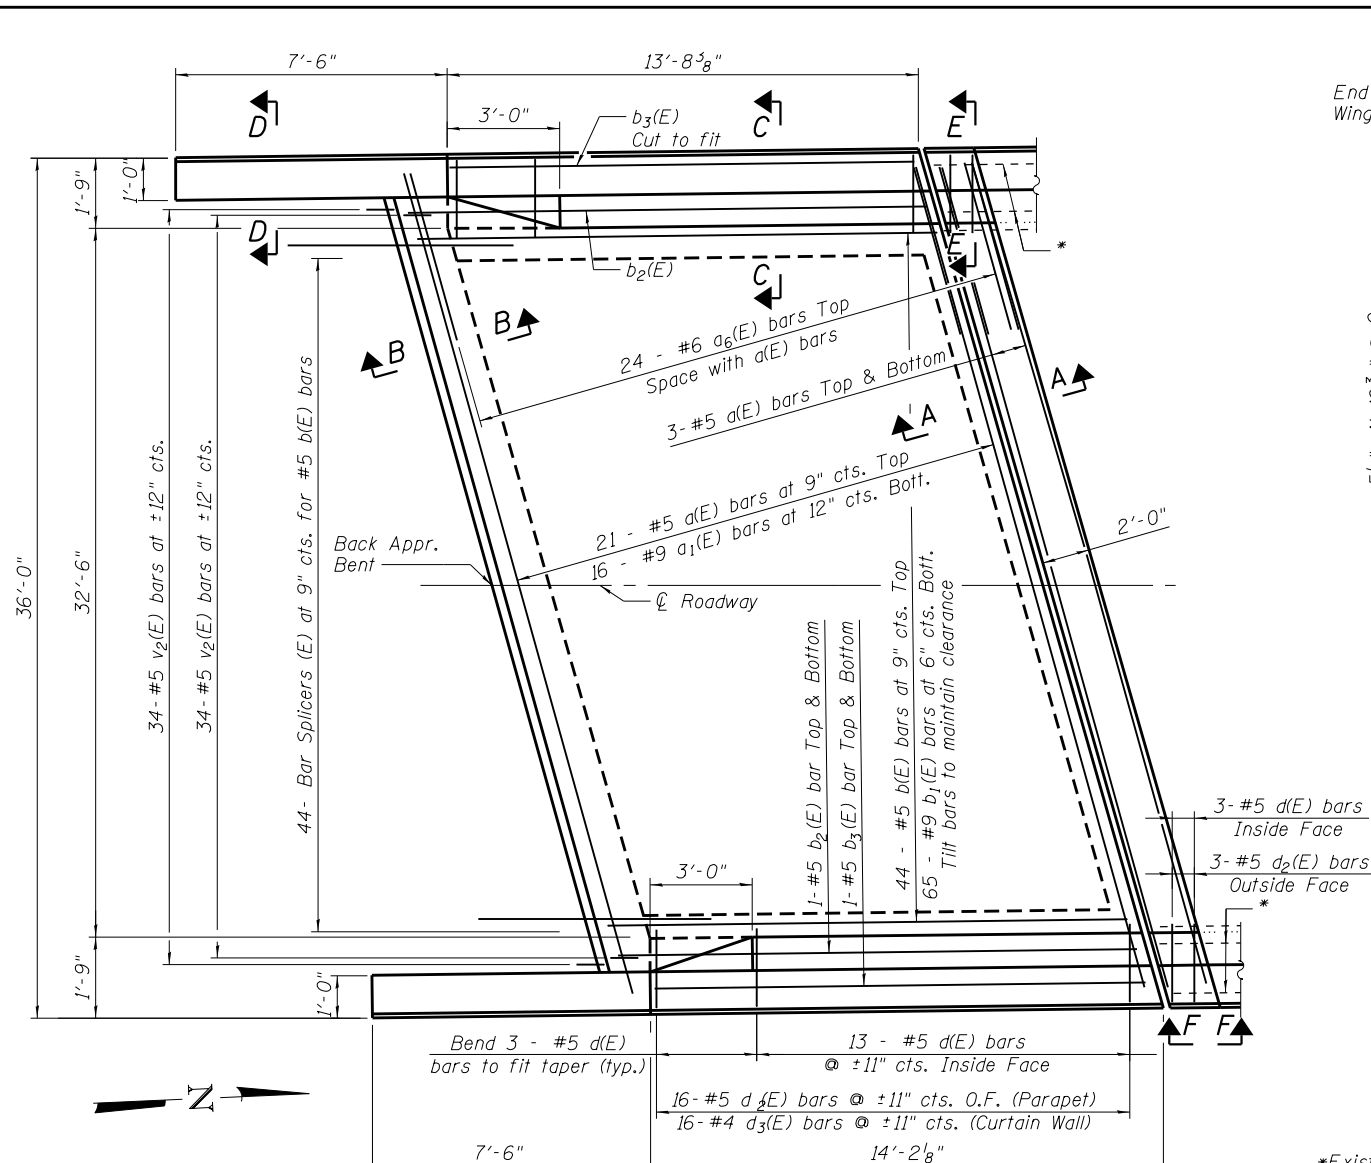 7'-6"
13'-8 3/8"
End
Wing
D
3'-0"
b3(E)
Cut to fit
C
E
1'-9"
1'-0"
D
E
*
b2(E)
C
B
B
24 - #6 a6(E) bars Top
Space with a(E) bars
3- #5 a(E) bars Top & Bottom
A
A
21 - #5 a(E) bars at 9" cts. Top
16 - #9 a1(E) bars at 12" cts. Bott.
2'-0"
Back Appr.
Bent
℄ Roadway
36'-0"
32'-6"
34- #5 v2(E) bars at ±12" cts.
34- #5 v2(E) bars at ±12" cts.
44- Bar Splicers (E) at 9" cts. for #5 b(E) bars
1- #5 b2(E) bar Top & Bottom
1- #5 b3(E) bar Top & Bottom
44 - #5 b(E) bars at 9" cts. Top
65 - #9 b1(E) bars at 6" cts. Bott.
Tilt bars to maintain clearance
3- #5 d(E) bars
Inside Face
3- #5 d2(E) bars
Outside Face
*
3'-0"
1'-9"
1'-0"
F F
Bend 3 - #5 d(E)
bars to fit taper (typ.)
13 - #5 d(E) bars
@ ±11" cts. Inside Face
N
16- #5 d2(E) bars @ ±11" cts. O.F. (Parapet)
16- #4 d3(E) bars @ ±11" cts. (Curtain Wall)
7'-6"
14'-2 1/8"
*Exist